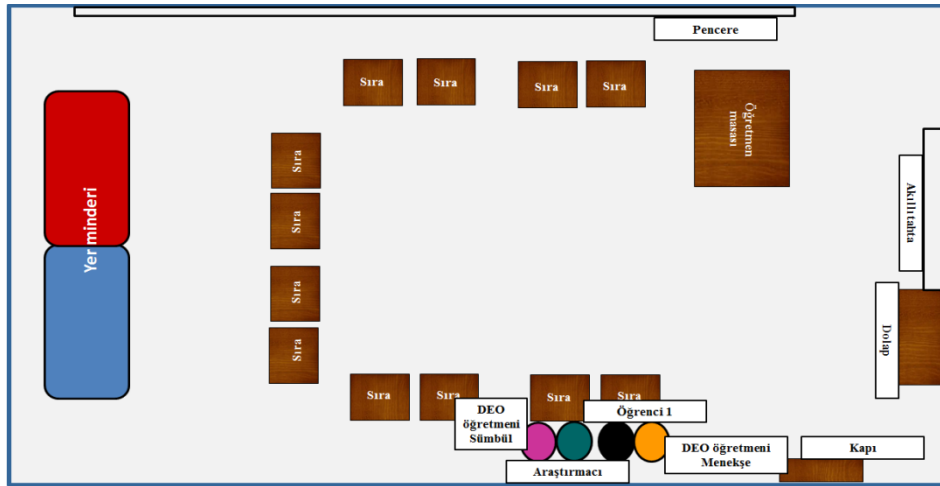 Pencere
Sıra
Sıra
Sıra
Sıra
Öğretmen
masası
Sıra
Sıra
Sıra
Sıra
Yer minderi
Akıllı tahta
Dolap
Sıra
Sıra
Sıra
Sıra
DEO
öğretmeni
Sümbül
Öğrenci 1
Araştırmacı
DEO öğretmeni
Menekşe
Kapı